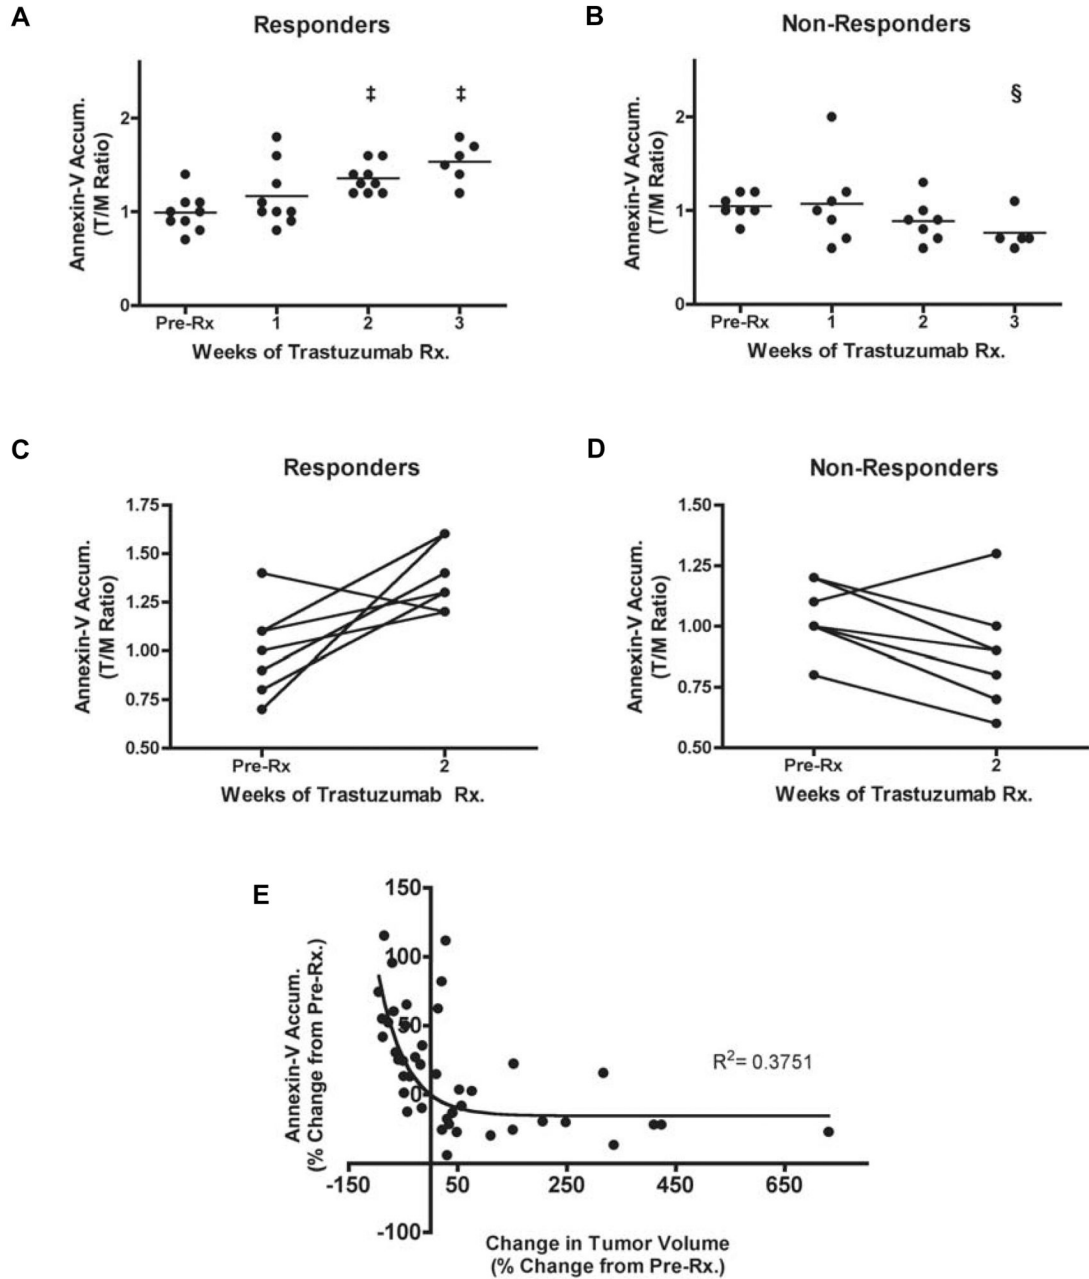 A
Responders
Annexin-V Accum.
(T/M Ratio)
2
1
0
‡ ‡
Pre-Rx 1 2 3
Weeks of Trastuzumab Rx.
B
Non-Responders
Annexin-V Accum.
(T/M Ratio)
2
1
0
§
Pre-Rx 1 2 3
Weeks of Trastuzumab Rx.
C
Responders
Annexin-V Accum.
(T/M Ratio)
1.75
1.50
1.25
1.00
0.75
0.50
Pre-Rx 2
Weeks of Trastuzumab Rx.
D
Non-Responders
Annexin-V Accum.
(T/M Ratio)
1.50
1.25
1.00
0.75
0.50
Pre-Rx 2
Weeks of Trastuzumab Rx.
E
Annexin-V Accum.
(% Change from Pre-Rx.)
150
100
50
0
-100
R²= 0.3751
-150 50 250 450 650
Change in Tumor Volume
(% Change from Pre-Rx.)